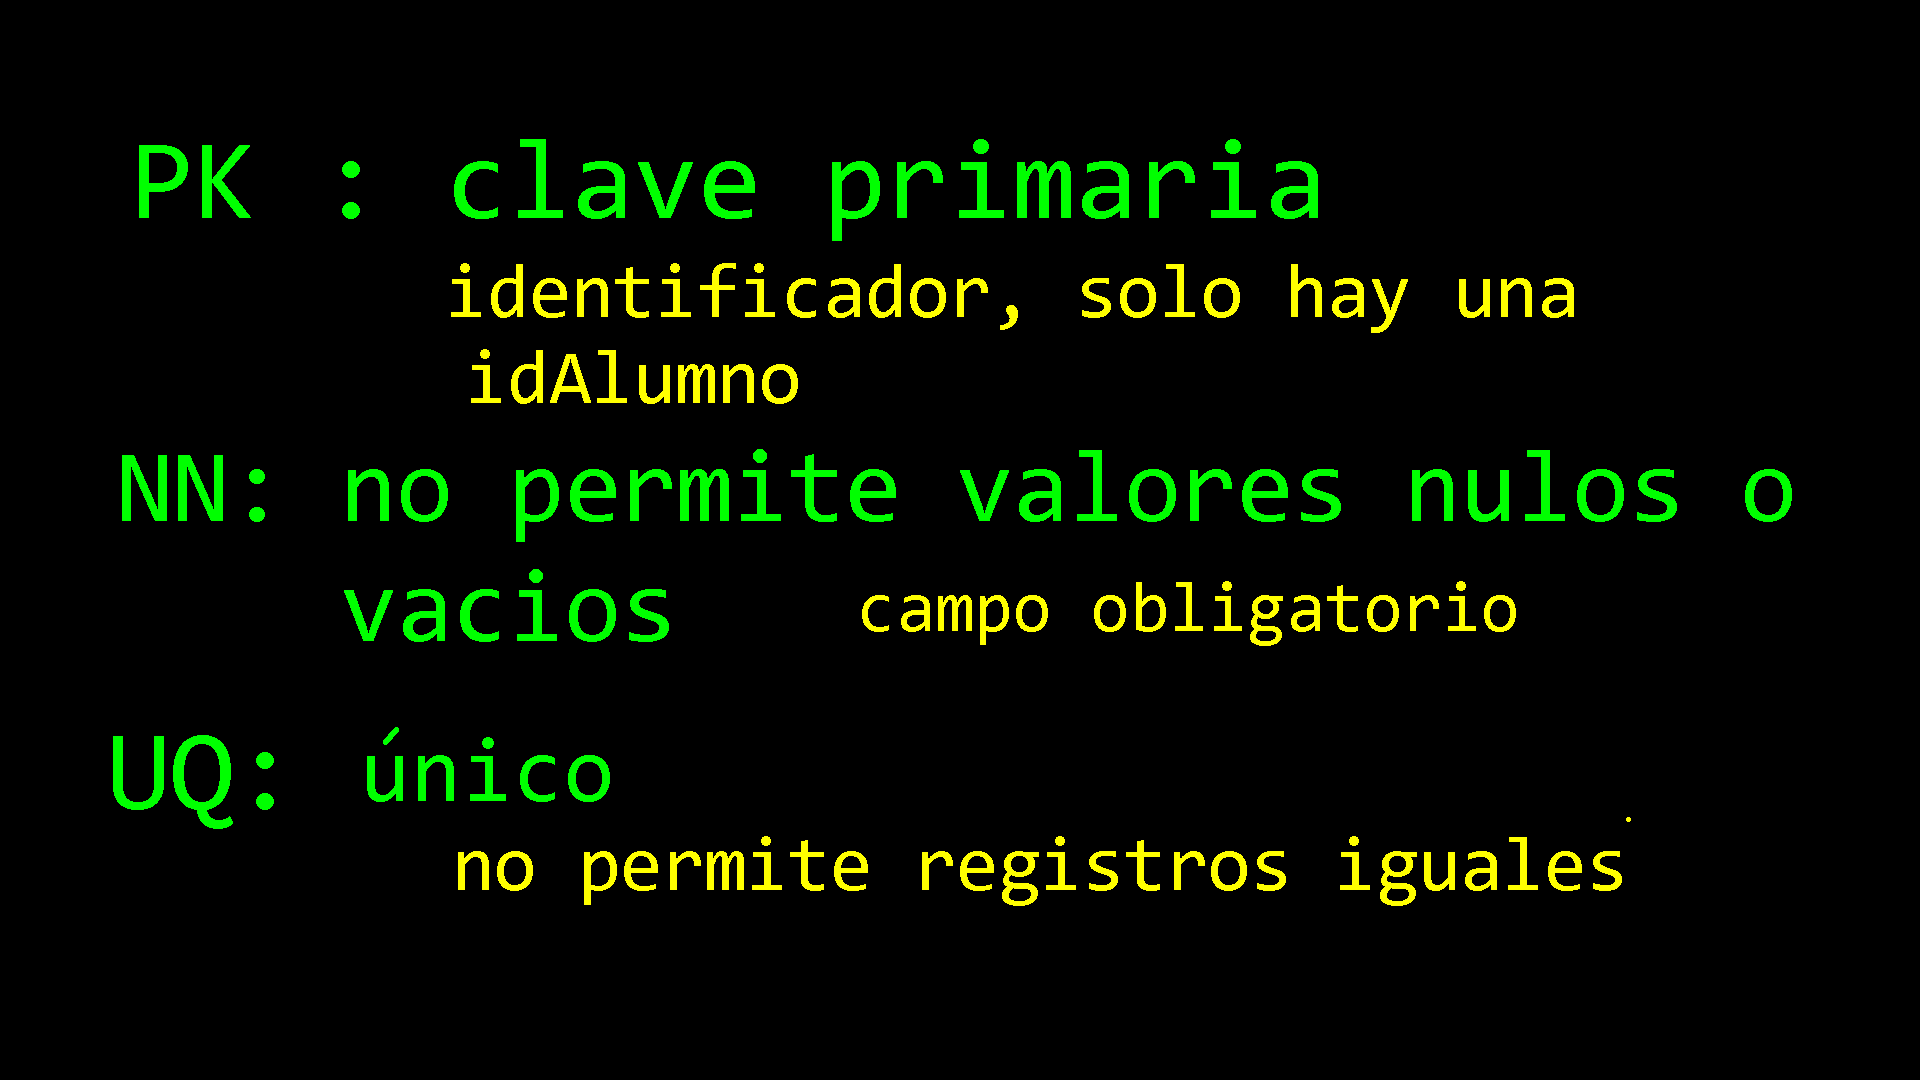 PK : clave primaria
identificador, solo hay una
idAlumno
NN: no permite valores nulos o
vacios campo obligatorio
UQ: único
no permite registros iguales